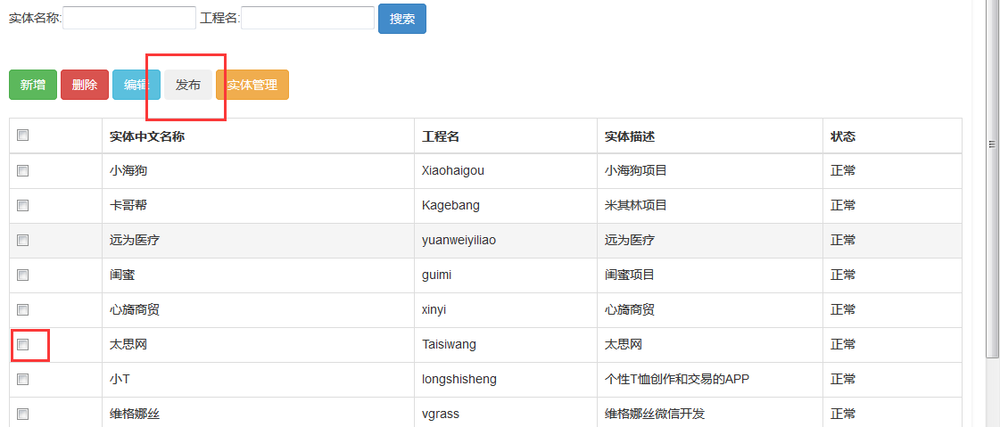 实体名称: 工程名: 搜索
新增 删除 编辑 发布 实体管理
实体中文名称 工程名 实体描述 状态
小海狗 Xiaohaigou 小海狗项目 正常
卡哥帮 Kagebang 米其林项目 正常
远为医疗 yuanweiyiliao 远为医疗 正常
闺蜜 guimi 闺蜜项目 正常
心旖商贸 xinyi 心旖商贸 正常
太思网 Taisiwang 太思网 正常
小T longshisheng 个性T恤创作和交易的APP 正常
维格娜丝 vgrass 维格娜丝微信开发 正常